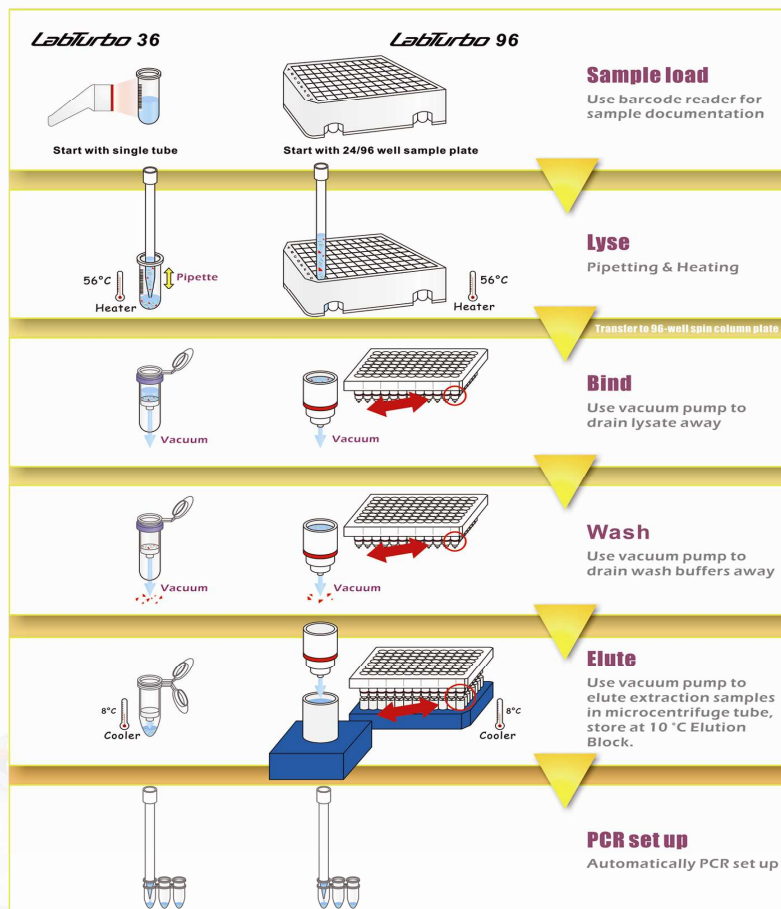 LabTurbo 36
LabTurbo 96
Sample load
Use barcode reader for
sample documentation
Start with single tube
Start with 24/96 well sample plate
Lyse
Pipetting & Heating
56°C
Heater
Pipette
56°C
Heater
Transfer to 96-well spin column plate
Bind
Use vacuum pump to
drain lysate away
Vacuum
Vacuum
Wash
Use vacuum pump to
drain wash buffers away
Vacuum
Vacuum
Elute
Use vacuum pump to
elute extraction samples
in microcentrifuge tube,
store at 10 °C Elution
Block.
8°C
Cooler
8°C
Cooler
PCR set up
Automatically PCR set up